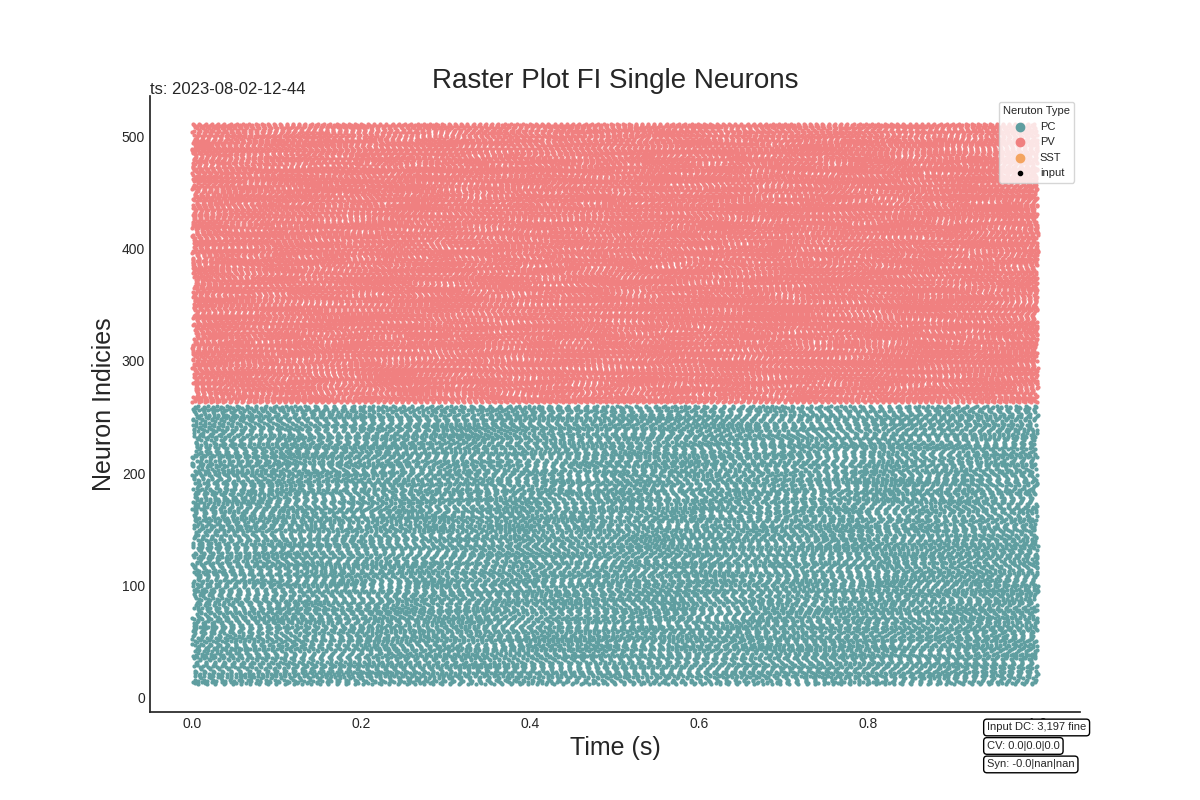 Raster Plot FI Single Neurons
ts: 2023-08-02-12-44
Neruton Type
PC
PV
SST
input
500
400
300
200
100
0
Neuron Indicies
0.0 0.2 0.4 0.6 0.8
Time (s)
Input DC: 3,197 fine
CV: 0.0|0.0|0.0
Syn: -0.0|nan|nan